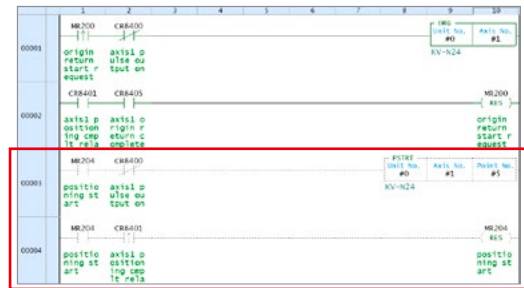 1 2 3 4 5 6 7 8 9 10
MR200 CR8400 ORG
Unit No. Axis No.
00001 #0 #1
origin axis1 p KV-N24
return ulse ou
start r tput on
equest
CR8401 CR8405 MR200
00002 RES
axis1 p axis1 o origin
osition rigin r return
ing cmp eturn c start r
lt rela omplete equest
MR204 CR8400 PSTRT
Unit No. Axis No. Point No.
00003 #0 #1 #5
positio axis1 p KV-N24
ning st ulse ou
art tput on
MR204 CR8401 MR204
00004 RES
positio axis1 p positio
ning st osition ning st
art ing cmp art
lt rela